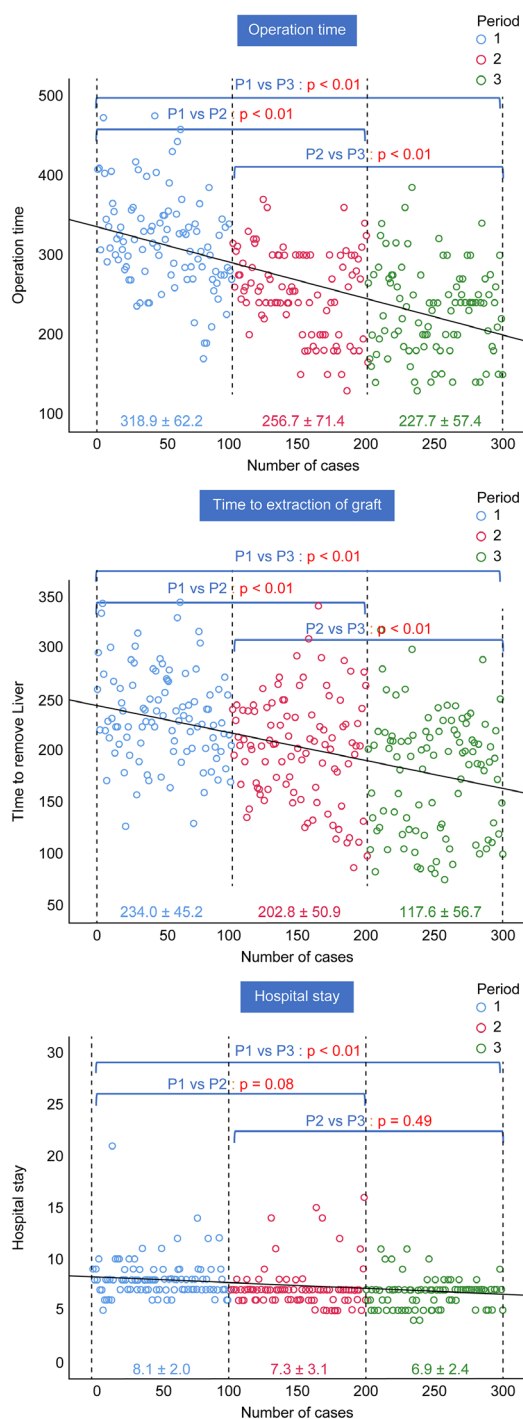 Operation time
Period
1
2
3
P1 vs P3 : p < 0.01
P1 vs P2 : p < 0.01
P2 vs P3 : p < 0.01
Operation time
500
400
300
200
100
318.9 ± 62.2
256.7 ± 71.4
227.7 ± 57.4
0 50 100 150 200 250 300
Number of cases
Time to extraction of graft
Period
1
2
3
P1 vs P3 : p < 0.01
P1 vs P2 : p < 0.01
P2 vs P3 : p < 0.01
Time to remove Liver
350
300
250
200
150
100
50
234.0 ± 45.2
202.8 ± 50.9
117.6 ± 56.7
0 50 100 150 200 250 300
Number of cases
Hospital stay
Period
1
2
3
P1 vs P3 : p < 0.01
P1 vs P2 : p = 0.08
P2 vs P3 : p = 0.49
Hospital stay
30
25
20
15
10
5
0
8.1 ± 2.0
7.3 ± 3.1
6.9 ± 2.4
0 50 100 150 200 250 300
Number of cases